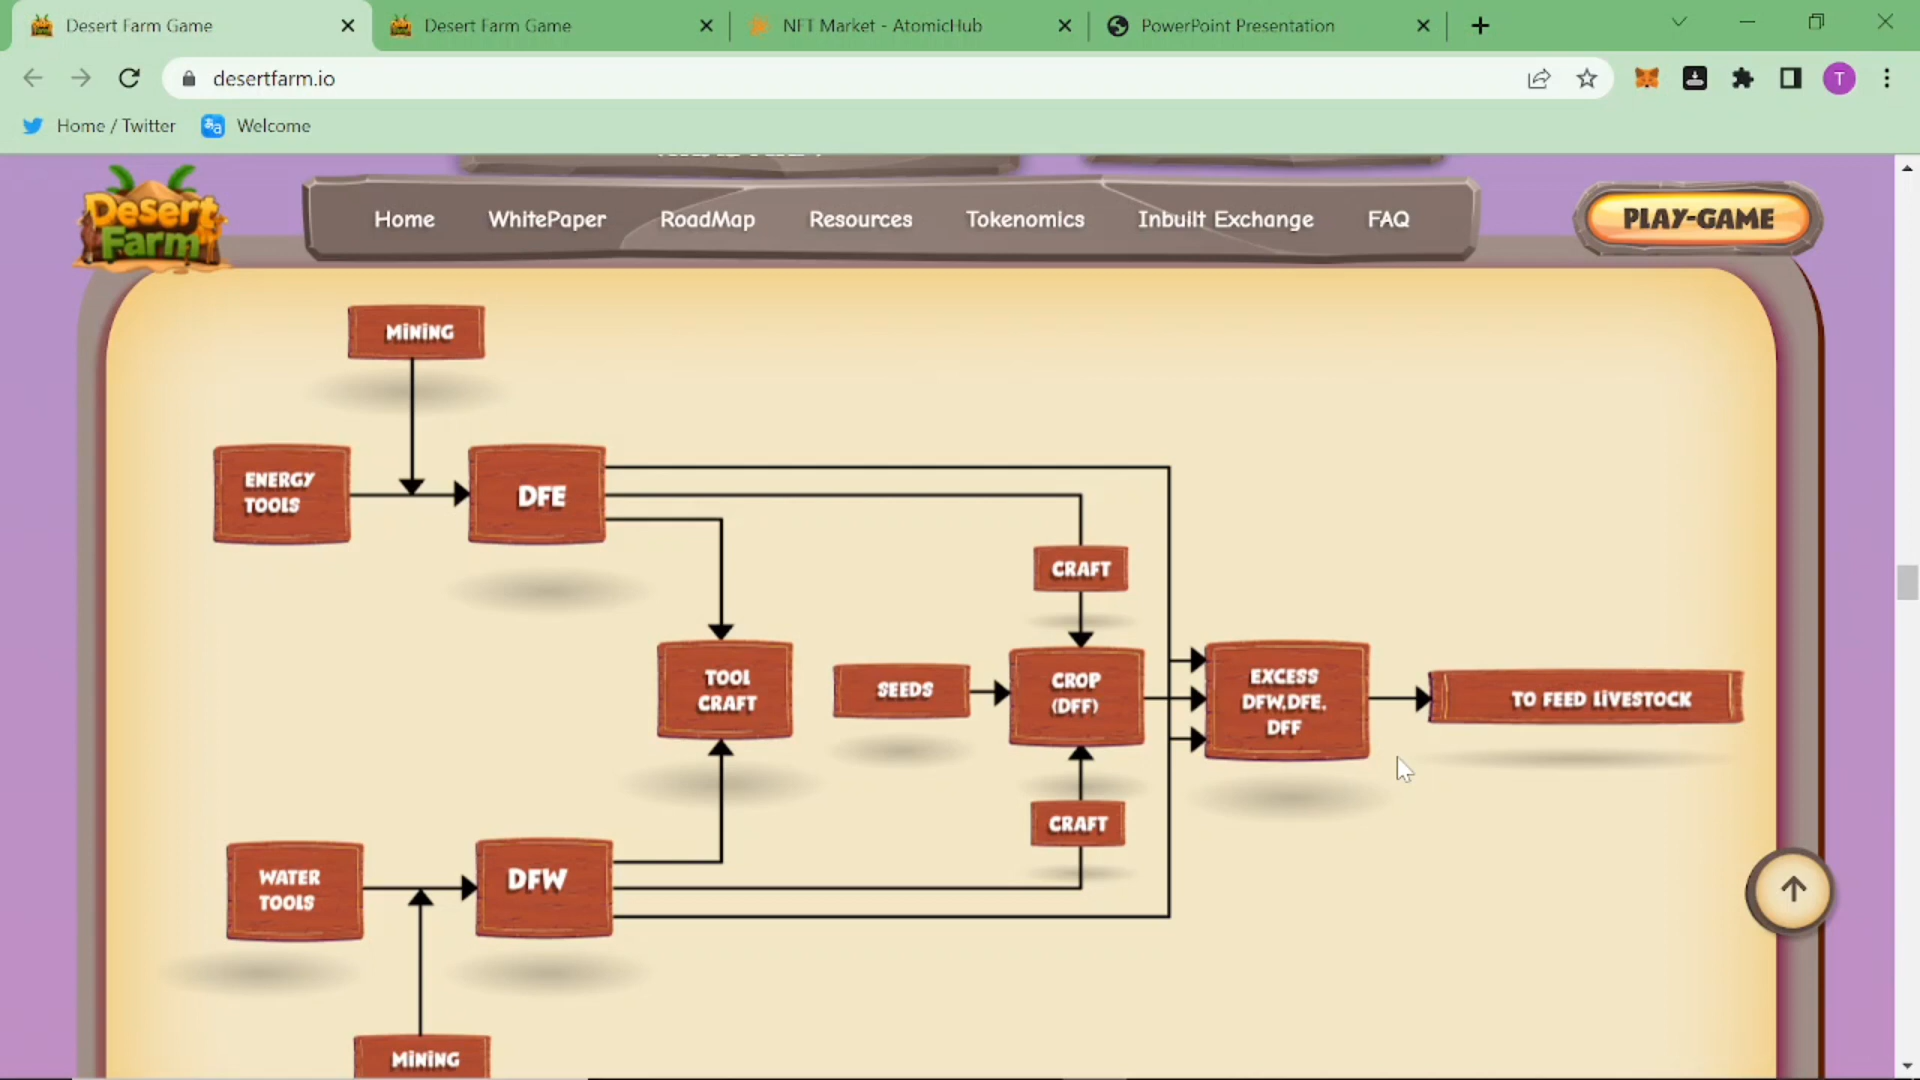 Desert Farm Game
Desert Farm Game
NFT Market - AtomicHub
PowerPoint Presentation
desertfarm.io
T
Home / Twitter
Welcome
Desert
Farm
Home
WhitePaper
RoadMap
Resources
Tokenomics
Inbuilt Exchange
FAQ
PLAY-GAME
MINING
ENERGY
TOOLS
DFE
CRAFT
TOOL
CRAFT
SEEDS
CROP
(DFF)
EXCESS
DFW,DFE,
DFF
TO FEED LIVESTOCK
CRAFT
WATER
TOOLS
DFW
MINING